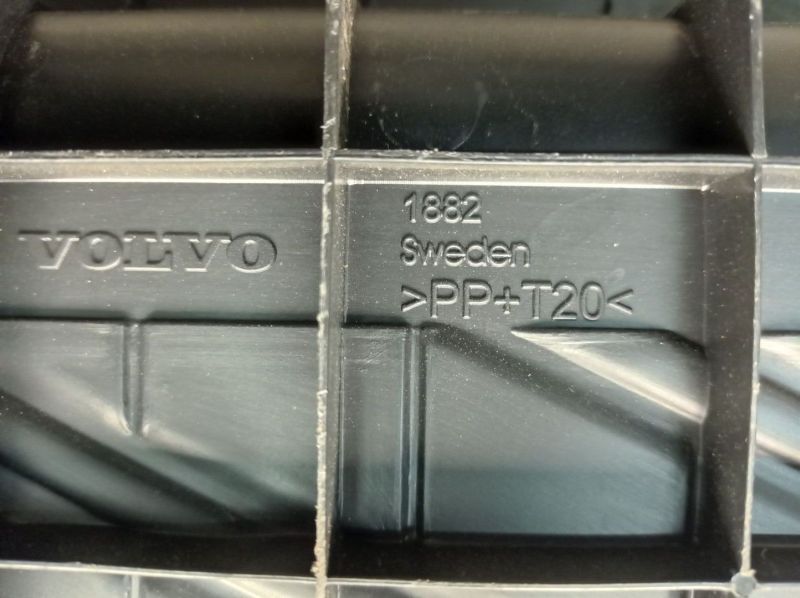 VOLVO
1882
Sweden
>PP+T20<